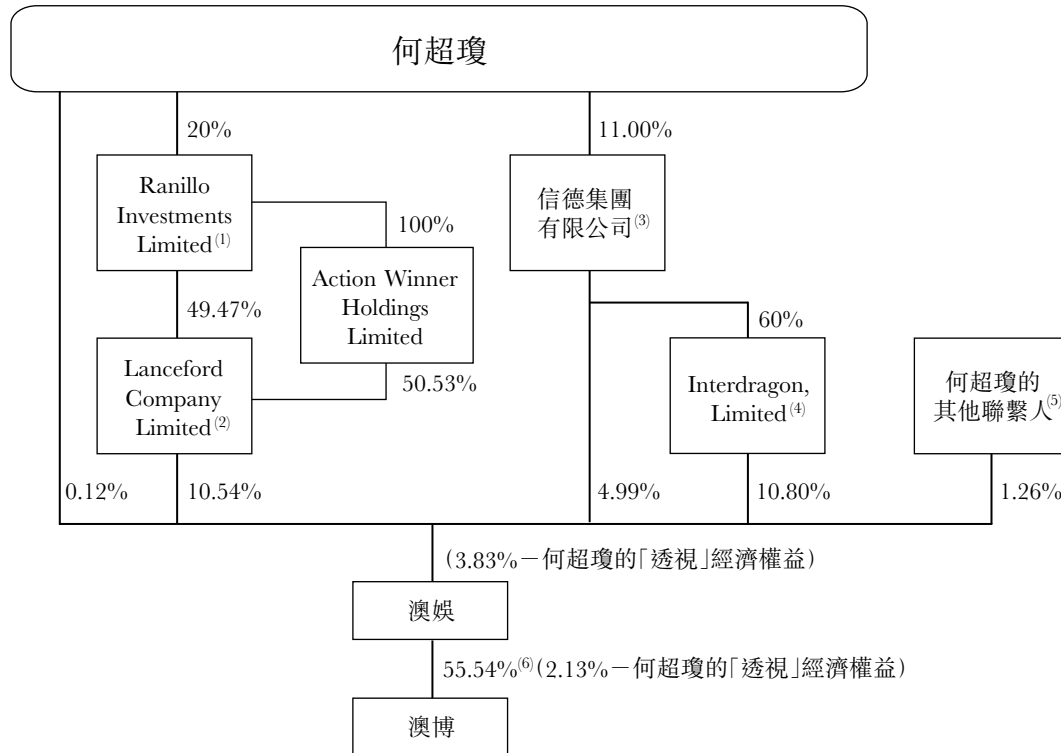 何超瓊
20%
11.00%
Ranillo
Investments
Limited(1)
信德集團
有限公司(3)
100%
Action Winner
Holdings
Limited
49.47%
60%
Lanceford
Company
Limited(2)
50.53%
Interdragon,
Limited(4)
何超瓊的
其他聯繫人(5)
0.12%
10.54%
4.99%
10.80%
1.26%
(3.83%－何超瓊的「透視」經濟權益)
澳娛
55.54%(6)(2.13%－何超瓊的「透視」經濟權益)
澳博